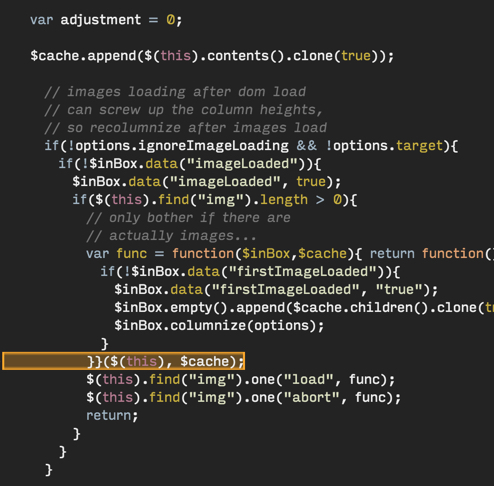 var adjustment = 0;
$cache.append($(this).contents().clone(true));
// images loading after dom load
// can screw up the column heights,
// so recolumnize after images load
if(!options.ignoreImageLoading && !options.target){
if(!$inBox.data("imageLoaded")){
$inBox.data("imageLoaded", true);
if($(this).find("img").length > 0){
// only bother if there are
// actually images...
var func = function($inBox,$cache){ return function()
if(!$inBox.data("firstImageLoaded")){
$inBox.data("firstImageLoaded", "true");
$inBox.empty().append($cache.children().clone(t
$inBox.columnize(options);
}
}}($(this), $cache);
$(this).find("img").one("load", func);
$(this).find("img").one("abort", func);
return;
}
}
}